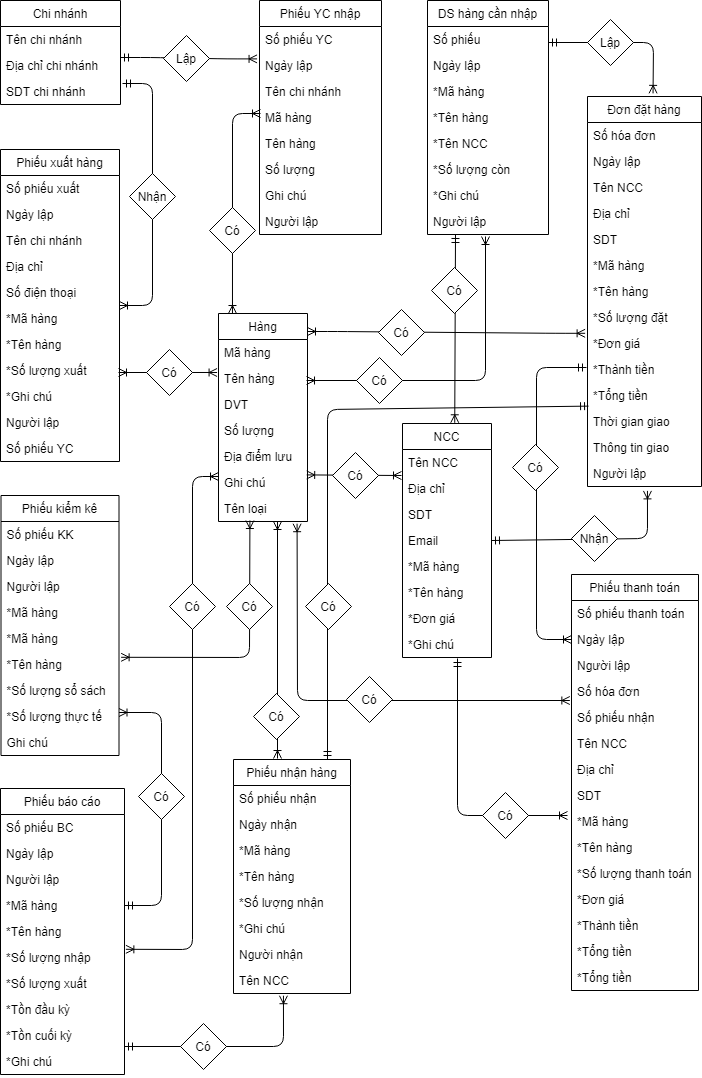 Chi nhánh
Tên chi nhánh
Địa chỉ chi nhánh
SDT chi nhánh
Lập
Phiếu YC nhập
Số phiếu YC
Ngày lập
Tên chi nhánh
Mã hàng
Tên hàng
Số lượng
Ghi chú
Người lập
DS hàng cần nhập
Số phiếu
Ngày lập
*Mã hàng
*Tên hàng
*Tên NCC
*Số lượng còn
*Ghi chú
Người lập
Lập
Đơn đặt hàng
Số hóa đơn
Ngày lập
Tên NCC
Địa chỉ
SDT
*Mã hàng
*Tên hàng
*Số lượng đặt
*Đơn giá
*Thành tiền
*Tổng tiền
Thời gian giao
Thông tin giao
Người lập
Phiếu xuất hàng
Số phiếu xuất
Ngày lập
Tên chi nhánh
Địa chỉ
Số điện thoại
*Mã hàng
*Tên hàng
*Số lượng xuất
*Ghi chú
Người lập
Số phiếu YC
Nhận
Có
Có
Có
Có
Có
Hàng
Mã hàng
Tên hàng
DVT
Số lượng
Địa điểm lưu
Ghi chú
Tên loại
Có
NCC
Tên NCC
Địa chỉ
SDT
Email
*Mã hàng
*Tên hàng
*Đơn giá
*Ghi chú
Có
Nhận
Phiếu kiểm kê
Số phiếu KK
Ngày lập
Người lập
*Mã hàng
*Mã hàng
*Tên hàng
*Số lượng sổ sách
*Số lượng thực tế
Ghi chú
Có
Có
Có
Có
Có
Có
Có
Phiếu thanh toán
Số phiếu thanh toán
Ngày lập
Người lập
Số hóa đơn
Số phiếu nhận
Tên NCC
Địa chỉ
SDT
*Mã hàng
*Tên hàng
*Số lượng thanh toán
*Đơn giá
*Thành tiền
*Tổng tiền
*Tổng tiền
Phiếu báo cáo
Số phiếu BC
Ngày lập
Người lập
*Mã hàng
*Tên hàng
*Số lượng nhập
*Số lượng xuất
*Tồn đầu kỳ
*Tồn cuối kỳ
*Ghi chú
Có
Phiếu nhận hàng
Số phiếu nhận
Ngày nhận
*Mã hàng
*Tên hàng
*Số lượng nhận
*Ghi chú
Người nhận
Tên NCC